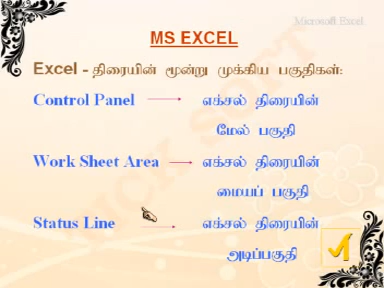 Microsoft Excel
MS EXCEL
Excel - திரையின் மூன்று முக்கிய பகுதிகள்:
Control Panel எக்சல் திரையின்
மேல் பகுதி
Work Sheet Area எக்சல் திரையின்
மையப் பகுதி
Status Line எக்சல் திரையின்
அடிப்பகுதி